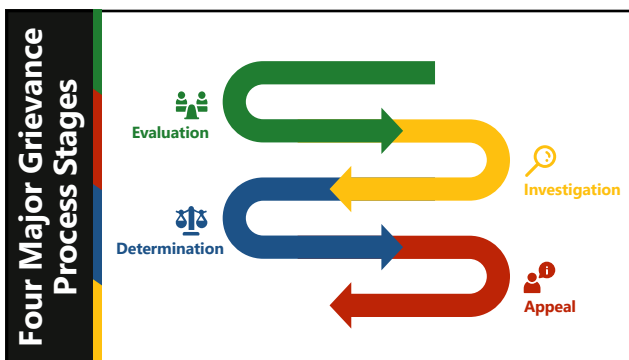 Four Major Grievance
Process Stages
Evaluation
Investigation
Determination
Appeal